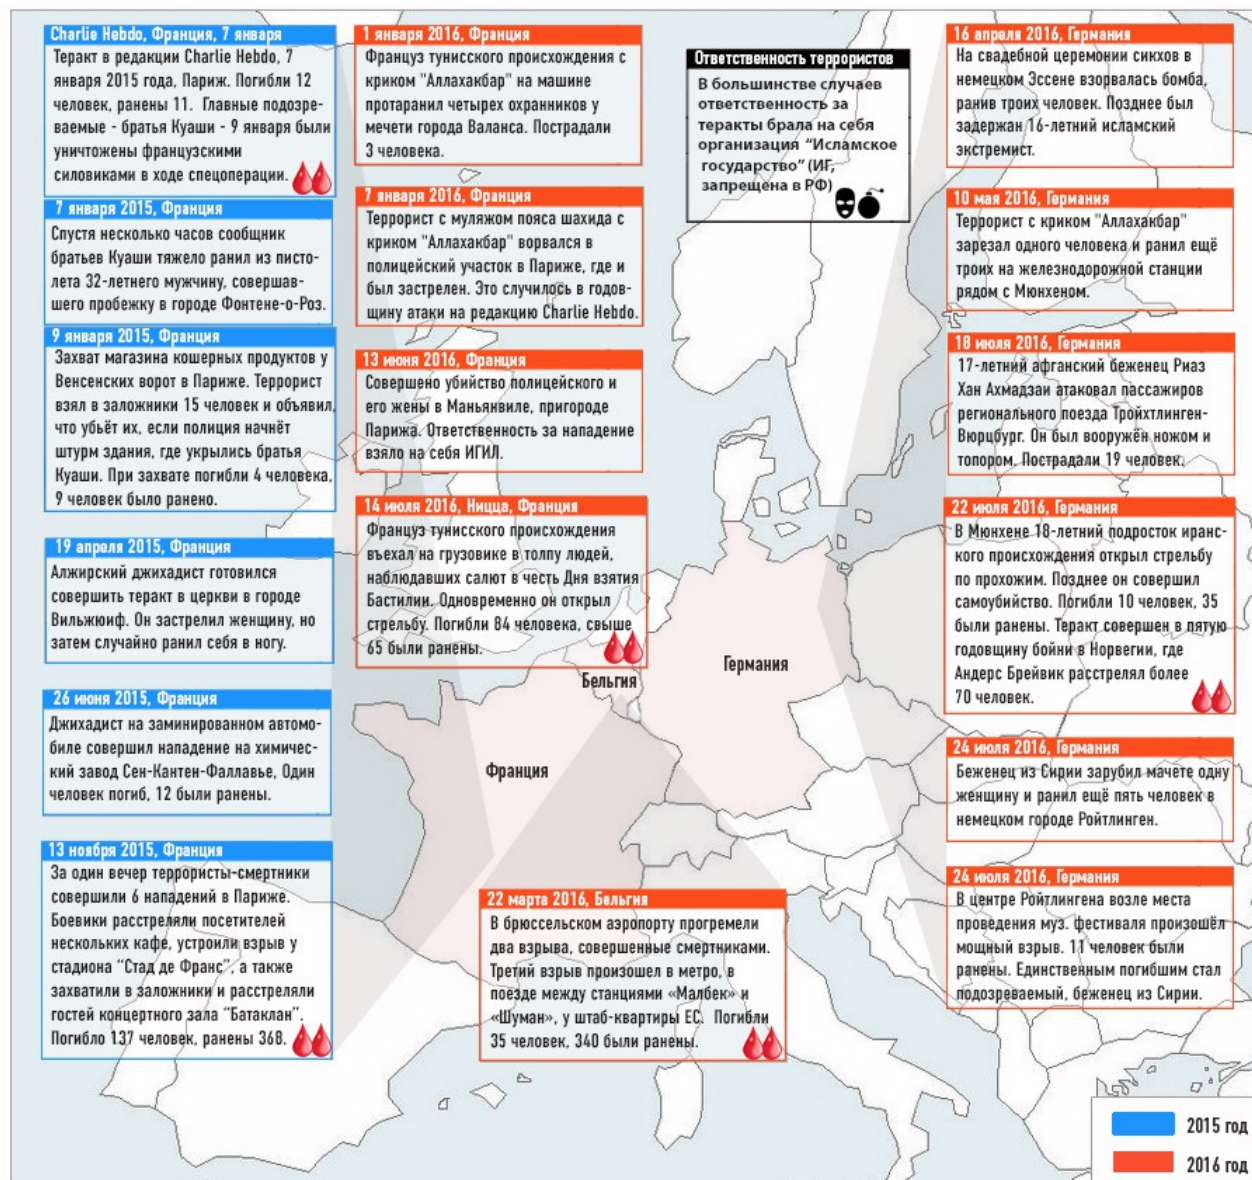 Charlie Hebdo, Франция, 7 января
Теракт в редакции Charlie Hebdo, 7
января 2015 года, Париж. Погибли 12
человек, ранены 11. Главные подозре-
ваемые - братья Куаши - 9 января были
уничтожены французскими
силовиками в ходе спецоперации.
7 января 2015, Франция
Спустя несколько часов сообщник
братьев Куаши тяжело ранил из писто-
лета 32-летнего мужчину, совершав-
шего пробежку в городе Фонтене-о-Роз.
9 января 2015, Франция
Захват магазина кошерных продуктов у
Венсенских ворот в Париже. Террорист
взял в заложники 15 человек и объявил,
что убьёт их, если полиция начнёт
штурм здания, где укрылись братья
Куаши. При захвате погибли 4 человека,
9 человек было ранено.
19 апреля 2015, Франция
Алжирский джихадист готовился
совершить теракт в церкви в городе
Вильжюиф. Он застрелил женщину, но
затем случайно ранил себя в ногу.
26 июня 2015, Франция
Джихадист на заминированном автомо-
биле совершил нападение на химичес-
кий завод Сен-Кантен-Фаллавье, Один
человек погиб, 12 были ранены.
13 ноября 2015, Франция
За один вечер террористы-смертники
совершили 6 нападений в Париже.
Боевики расстреляли посетителей
нескольких кафе, устроили взрыв у
стадиона “Стад де Франс”, а также
захватили в заложники и расстреляли
гостей концертного зала “Батаклан”.
Погибло 137 человек, ранены 368.
1 января 2016, Франция
Француз тунисского происхождения с
криком "Аллахакбар" на машине
протаранил четырех охранников у
мечети города Валанса. Пострадали
3 человека.
7 января 2016, Франция
Террорист с муляжом пояса шахида с
криком "Аллахакбар" ворвался в
полицейский участок в Париже, где и
был застрелен. Это случилось в годов-
щину атаки на редакцию Charlie Hebdo.
13 июня 2016, Франция
Совершено убийство полицейского и
его жены в Маньянвиле, пригороде
Парижа. Ответственность за нападение
взяло на себя ИГИЛ.
14 июля 2016, Ницца, Франция
Француз тунисского происхождения
въехал на грузовике в толпу людей,
наблюдавших салют в честь Дня взятия
Бастилии. Одновременно он открыл
стрельбу. Погибли 84 человека, свыше
65 были ранены.
Бельгия
Германия
Франция
22 марта 2016, Бельгия
В брюссельском аэропорту прогремели
два взрыва, совершенные смертниками.
Третий взрыв произошел в метро, в
поезде между станциями «Малбек» и
«Шуман», у штаб-квартиры ЕС. Погибли
35 человек, 340 были ранены.
Ответственность террористов
В большинстве случаев
ответственность за
теракты брала на себя
организация “Исламское
государство” (ИГ,
запрещена в РФ)
16 апреля 2016, Германия
На свадебной церемонии сикхов в
немецком Эссене взорвалась бомба,
ранив троих человек. Позднее был
задержан 16-летний исламский
экстремист.
10 мая 2016, Германия
Террорист с криком "Аллахакбар"
зарезал одного человека и ранил ещё
троих на железнодорожной станции
рядом с Мюнхеном.
18 июля 2016, Германия
17-летний афганский беженец Риаз
Хан Ахмадзаи атаковал пассажиров
регионального поезда Тройхтлинген-
Вюрцбург. Он был вооружён ножом и
топором. Пострадали 19 человек.
22 июля 2016, Германия
В Мюнхене 18-летний подросток иранс-
кого происхождения открыл стрельбу
по прохожим. Позднее он совершил
самоубийство. Погибли 10 человек, 35
были ранены. Теракт совершен в пятую
годовщину бойни в Норвегии, где
Андерс Брейвик расстрелял более
70 человек.
24 июля 2016, Германия
Беженец из Сирии зарубил мачете одну
женщину и ранил ещё пять человек в
немецком городе Ройтлинген.
24 июля 2016, Германия
В центре Ройтлингена возле места
проведения муз. фестиваля произошёл
мощный взрыв. 11 человек были
ранены. Единственным погибшим стал
подозреваемый, беженец из Сирии.
2015 год
2016 год